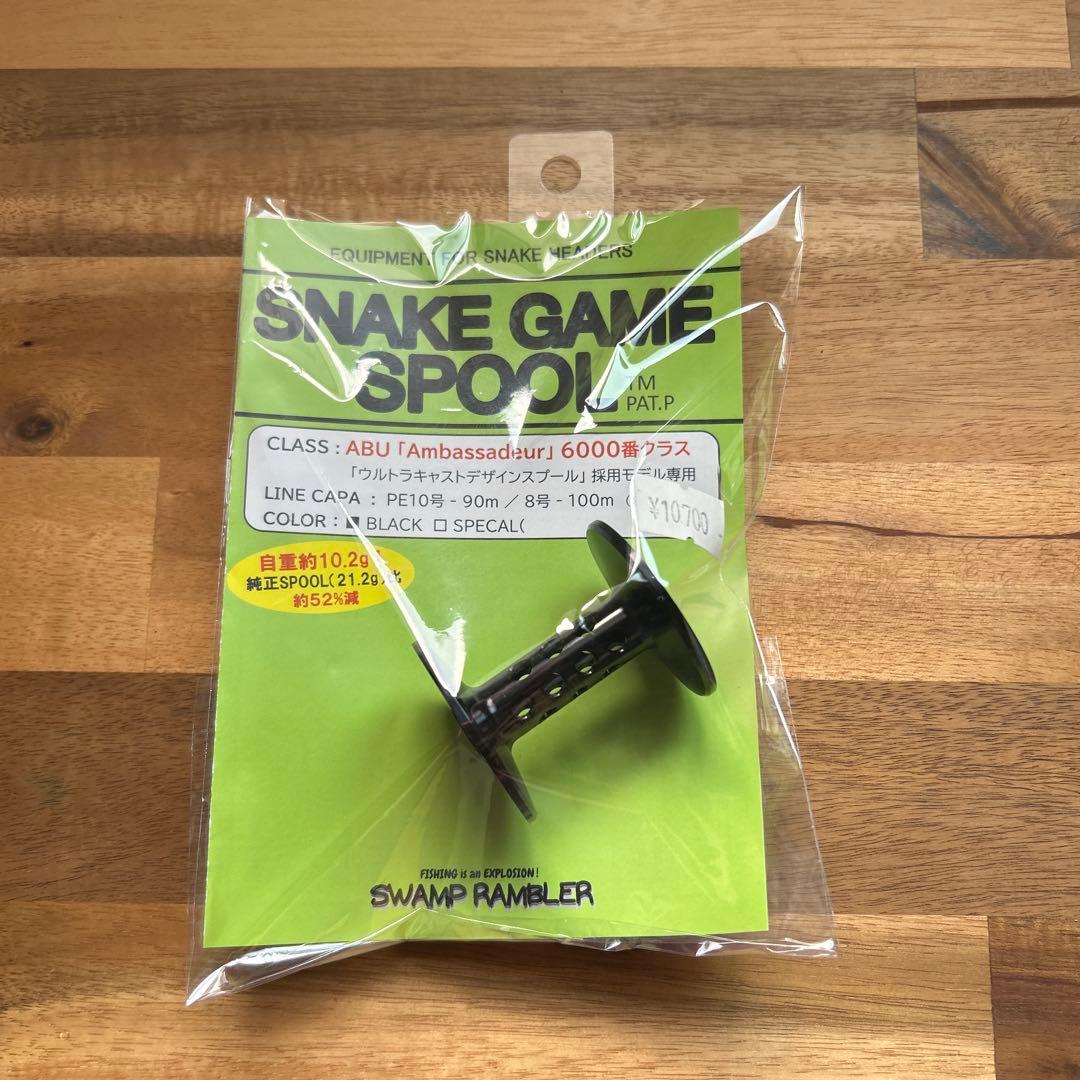 EQUIPMENT FOR SNAKE HEADERS
SNAKE GAME
SPOOL TM
PAT.P
CLASS : ABU「Ambassadeur」6000番クラス
「ウルトラキャストデザインスプール」採用モデル専用
LINE CAPA : PE10号 - 90m ／ 8号 - 100m (
¥10,700
COLOR : ■ BLACK □ SPECAL(
自重約10.2g
純正SPOOL(21.2g)比
約52%減
FISHING is an EXPLOSION!
SWAMP RAMBLER